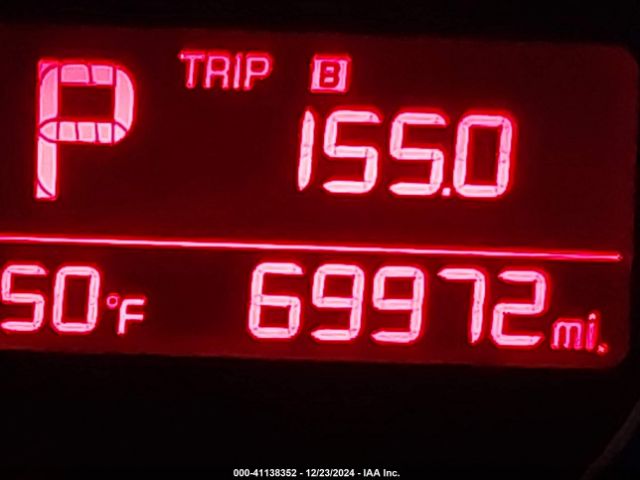 P TRIP B
155.0
50°F 69972 mi.
000-41138352 - 12/23/2024 - IAA Inc.